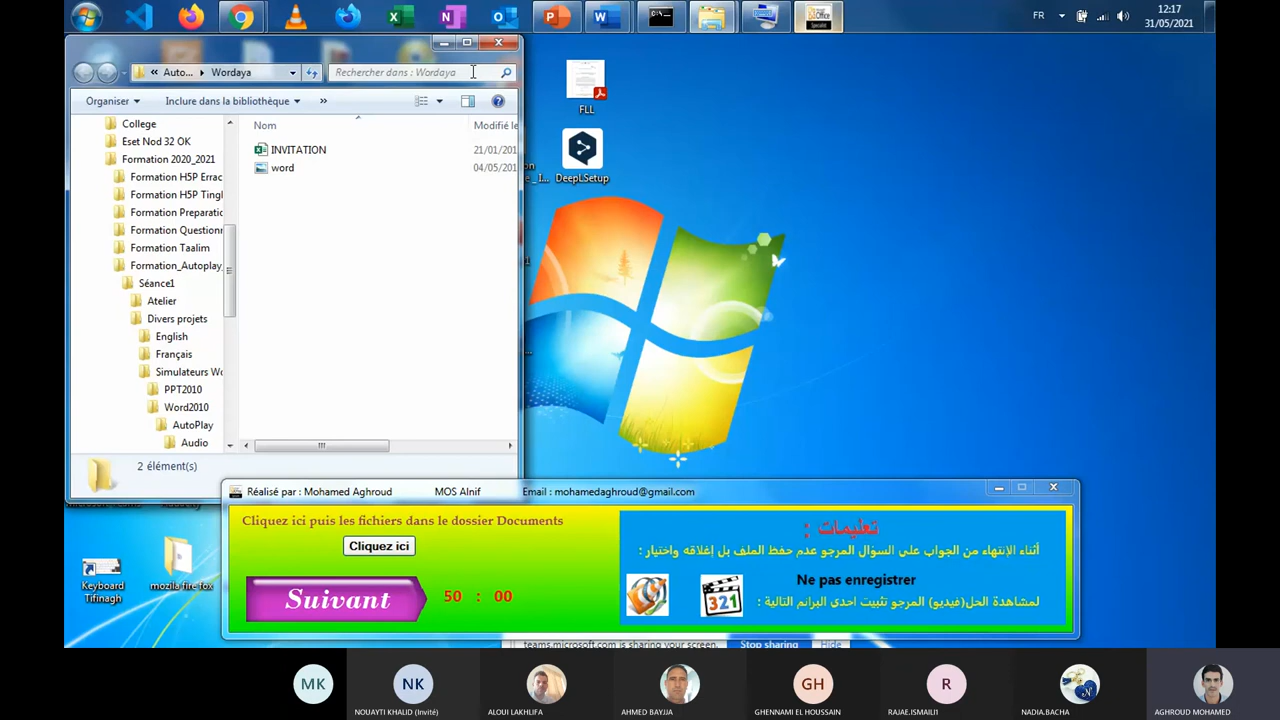 FR
12:17
31/05/2021
Auto...
Wordaya
Rechercher dans : Wordaya
Organiser
Inclure dans la bibliothèque
»
Nom
Modifié le
INVITATION
21/01/201
word
04/05/201
College
Eset Nod 32 OK
Formation 2020_2021
Formation H5P Errac
Formation H5P Tingl
Formation Preparatic
Formation Questionr
Formation Taalim
Formation_Autoplay_
Séance1
Atelier
Divers projets
English
Français
Simulateurs Wo
PPT2010
Word2010
AutoPlay
Audio
2 élément(s)
FLL
DeepLSetup
Keyboard
Tifinagh
mozila fire fox
Réalisé par : Mohamed Aghroud
MOS Alnif
Email : mohamedaghroud@gmail.com
Cliquez ici puis les fichiers dans le dossier Documents
Cliquez ici
Suivant
50 : 00
تعليمات :
أثناء الإنتهاء من الجواب على السؤال المرجو عدم حفظ الملف بل إغلاقه واختيار :
Ne pas enregistrer
لمشاهدة الحل(فيديو) المرجو تثبيت احدى البرانم التالية :
321
teams.microsoft.com is sharing your screen.
Stop sharing
Hide
MK
NK
NOUAYTI KHALID (Invité)
ALOUI LAKHLIFA
AHMED BAYJJA
GH
GHENNAMI EL HOUSSAIN
R
RAJAE.ISMAILI1
NADIA.BACHA
AGHROUD MOHAMED